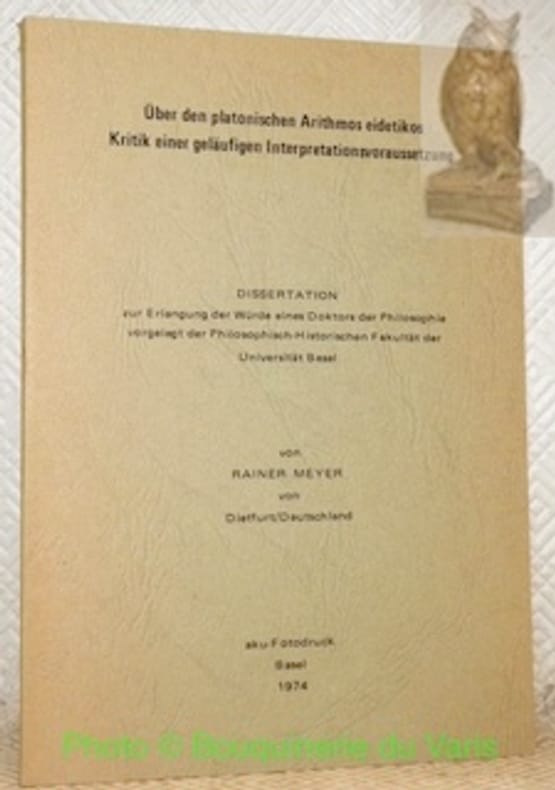 Über den platonischen Arithmos eidetikos
Kritik einer geläufigen Interpretationsvoraussetzung
DISSERTATION
zur Erlangung der Würde eines Doktors der Philosophie
vorgelegt der Philosophisch-Historischen Fakultät der
Universität Basel
von
RAINER MEYER
von
Dietfurt/Deutschland
aku-Fotodruck
Basel
1974
Photo © Bouquinerie du Varis